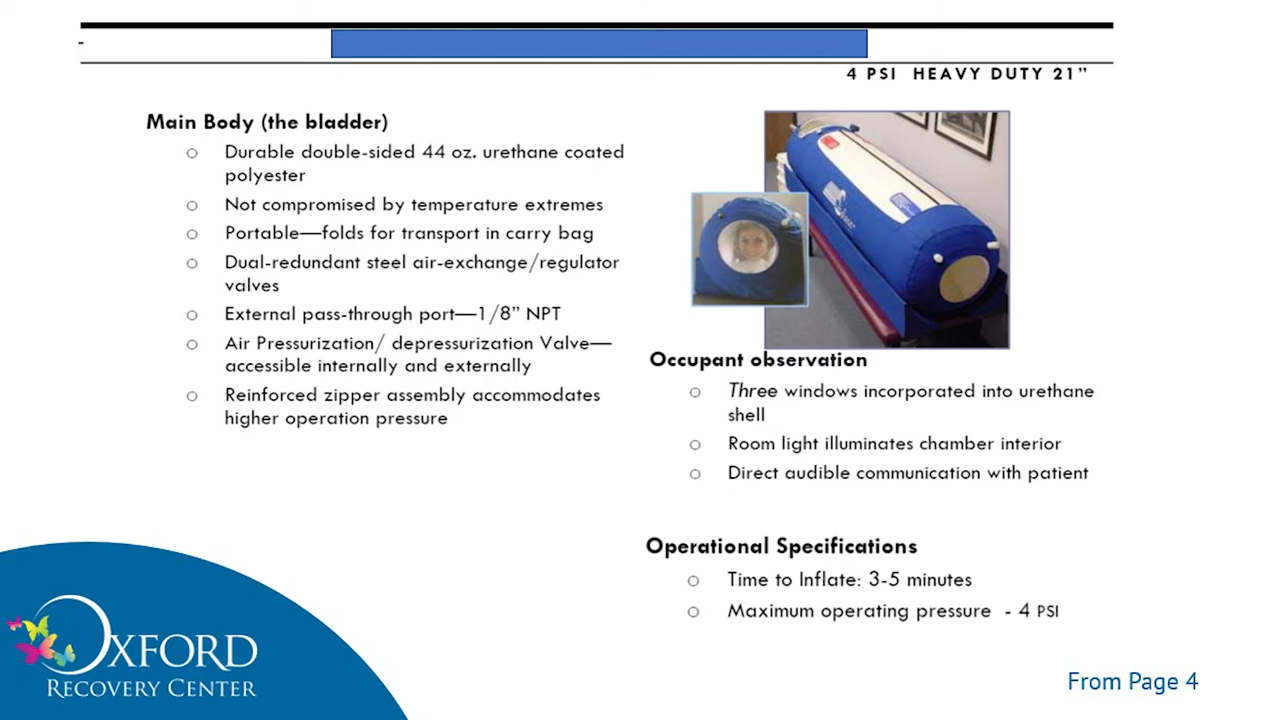 4 PSI HEAVY DUTY 21”
Main Body (the bladder)
Durable double-sided 44 oz. urethane coated
polyester
Not compromised by temperature extremes
Portable—folds for transport in carry bag
Dual-redundant steel air-exchange/regulator
valves
External pass-through port—1/8” NPT
Air Pressurization/ depressurization Valve—
accessible internally and externally
Reinforced zipper assembly accommodates
higher operation pressure
Occupant observation
Three windows incorporated into urethane
shell
Room light illuminates chamber interior
Direct audible communication with patient
Operational Specifications
Time to Inflate: 3-5 minutes
Maximum operating pressure - 4 PSI
OXFORD
RECOVERY CENTER
From Page 4